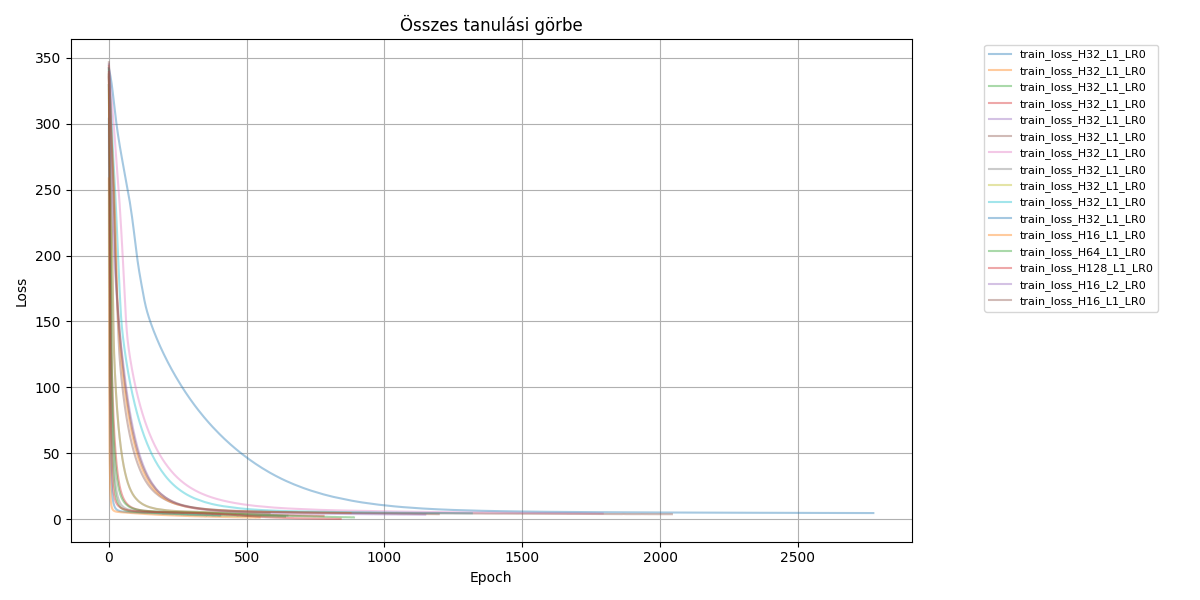 Összes tanulási görbe
350
300
250
200
150
100
50
0
Loss
0 500 1000 1500 2000 2500
Epoch
train_loss_H32_L1_LR0
train_loss_H32_L1_LR0
train_loss_H32_L1_LR0
train_loss_H32_L1_LR0
train_loss_H32_L1_LR0
train_loss_H32_L1_LR0
train_loss_H32_L1_LR0
train_loss_H32_L1_LR0
train_loss_H32_L1_LR0
train_loss_H32_L1_LR0
train_loss_H32_L1_LR0
train_loss_H16_L1_LR0
train_loss_H64_L1_LR0
train_loss_H128_L1_LR0
train_loss_H16_L2_LR0
train_loss_H16_L1_LR0